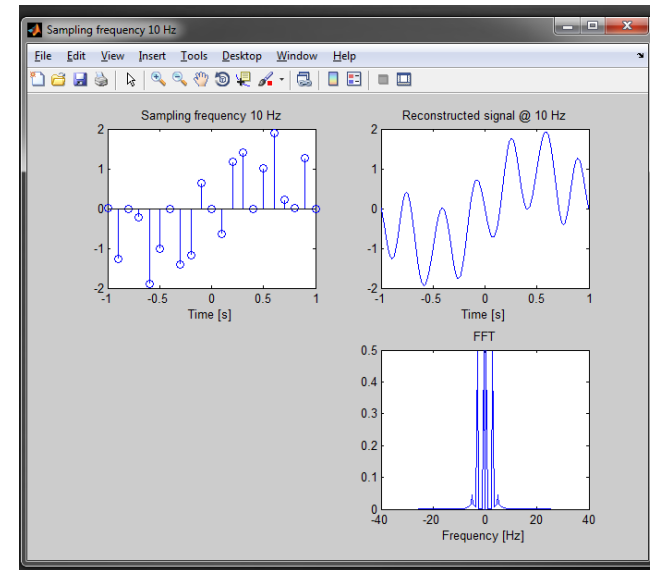 Sampling frequency 10 Hz
File Edit View Insert Tools Desktop Window Help
Sampling frequency 10 Hz
2
1
0
-1
-2
-1 -0.5 0 0.5 1
Time [s]
Reconstructed signal @ 10 Hz
2
1
0
-1
-2
-1 -0.5 0 0.5 1
Time [s]
FFT
0.5
0.4
0.3
0.2
0.1
0
-40 -20 0 20 40
Frequency [Hz]